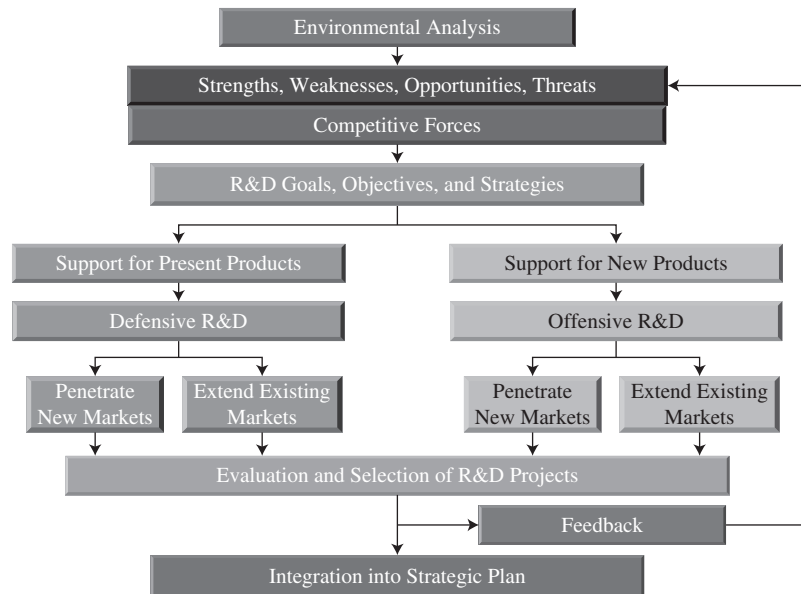 Environmental Analysis
Strengths, Weaknesses, Opportunities, Threats
Competitive Forces
R&D Goals, Objectives, and Strategies
Support for Present Products
Support for New Products
Defensive R&D
Offensive R&D
Penetrate
New Markets
Extend Existing
Markets
Penetrate
New Markets
Extend Existing
Markets
Evaluation and Selection of R&D Projects
Feedback
Integration into Strategic Plan